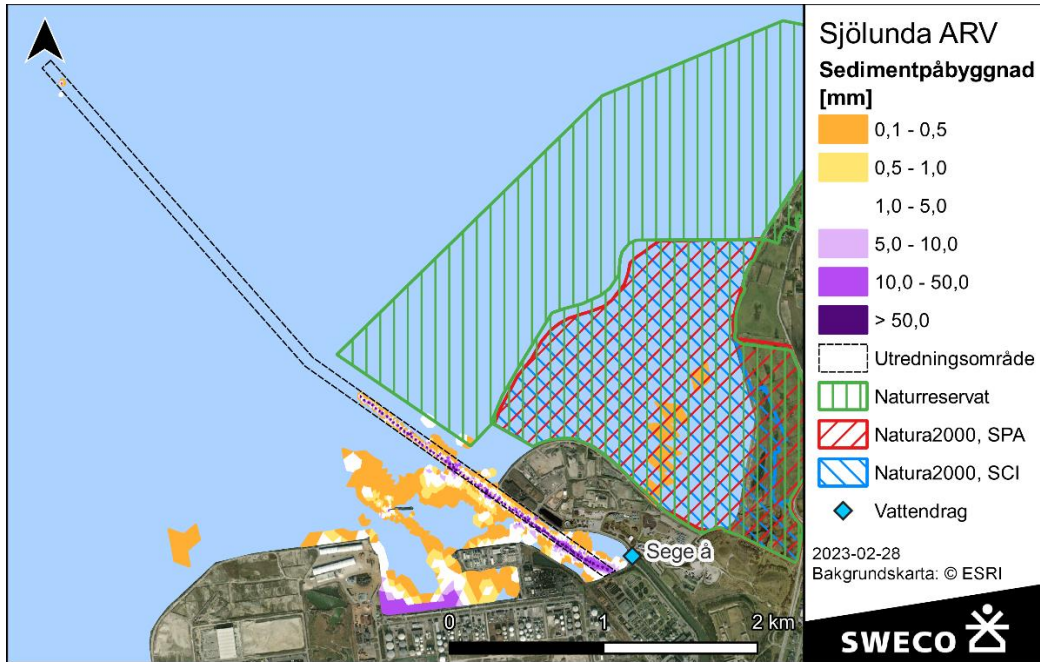 Sjölunda ARV
Sedimentpåbyggnad
[mm]
0,1 - 0,5
0,5 - 1,0
1,0 - 5,0
5,0 - 10,0
10,0 - 50,0
> 50,0
Utredningsområde
Naturreservat
Natura2000, SPA
Natura2000, SCI
Vattendrag
2023-02-28
Bakgrundskarta: © ESRI
SWECO
Sege å
0 1 2 km